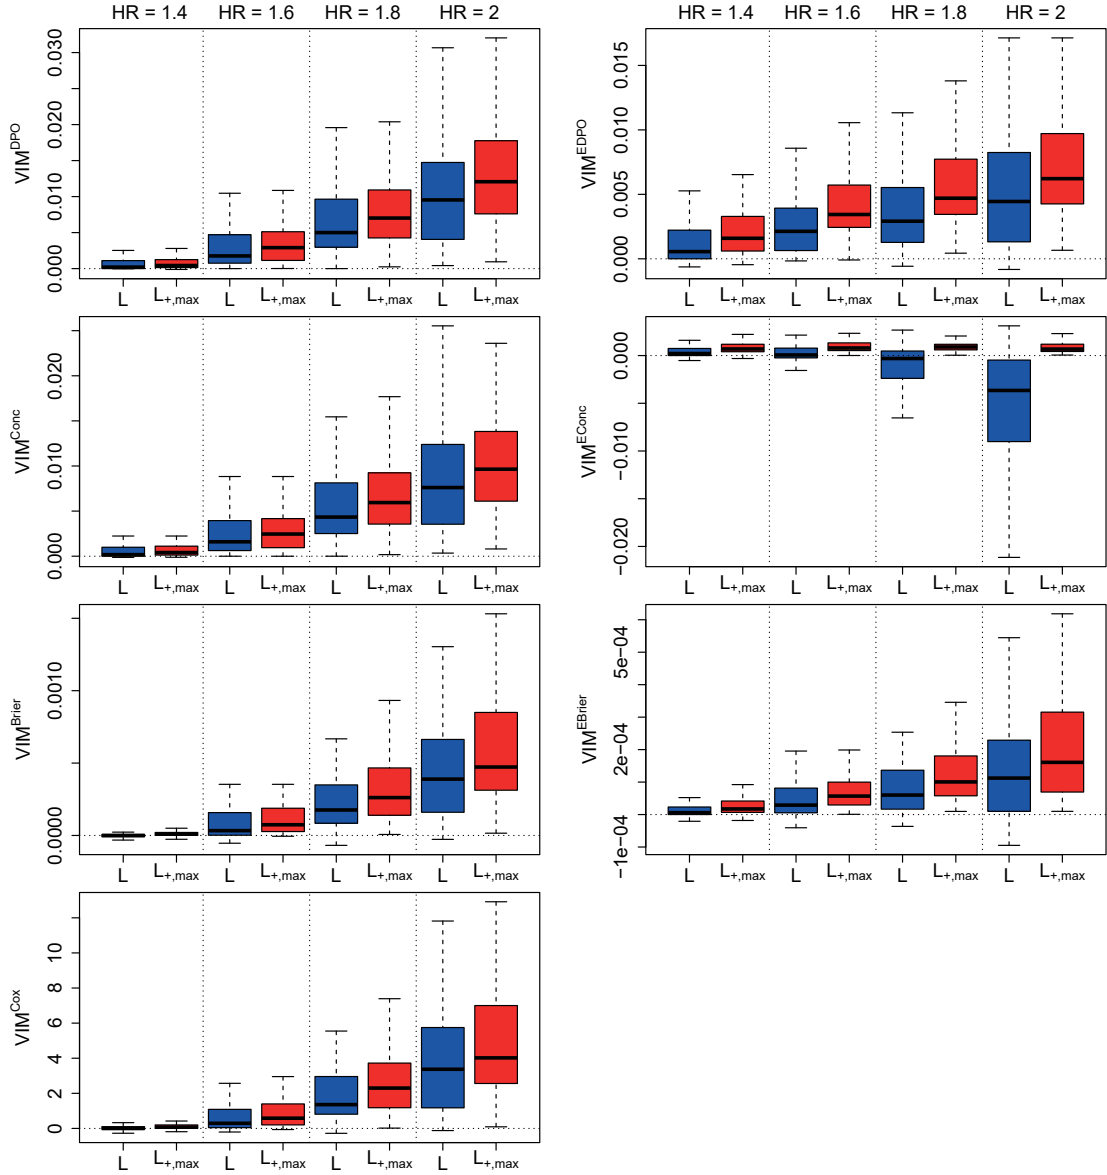 HR = 1.4 HR = 1.6 HR = 1.8 HR = 2
VIM^DPO
0.030
0.020
0.010
0.000
L L+,max L L+,max L L+,max L L+,max
HR = 1.4 HR = 1.6 HR = 1.8 HR = 2
VIM^EDPO
0.015
0.010
0.005
0.000
L L+,max L L+,max L L+,max L L+,max
VIM^Conc
0.020
0.010
0.000
L L+,max L L+,max L L+,max L L+,max
VIM^EConc
0.000
−0.010
−0.020
L L+,max L L+,max L L+,max L L+,max
VIM^Brier
0.0010
0.0000
L L+,max L L+,max L L+,max L L+,max
VIM^EBrier
5e−04
2e−04
−1e−04
L L+,max L L+,max L L+,max L L+,max
VIM^Cox
10
8
6
4
2
0
L L+,max L L+,max L L+,max L L+,max